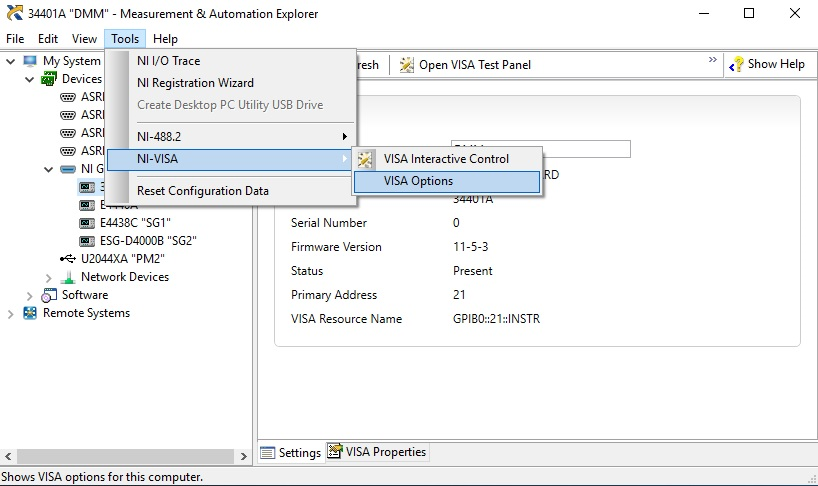 34401A "DMM" - Measurement & Automation Explorer
File Edit View Tools Help
My System
Devices
ASRI
ASRI
ASRI
ASRI
NI G
3
E4440A
E4438C "SG1"
ESG-D4000B "SG2"
U2044XA "PM2"
Network Devices
Software
Remote Systems
NI I/O Trace
NI Registration Wizard
Create Desktop PC Utility USB Drive
NI-488.2
NI-VISA
Reset Configuration Data
VISA Interactive Control
VISA Options
resh Open VISA Test Panel » Show Help
RD
34401A
Serial Number 0
Firmware Version 11-5-3
Status Present
Primary Address 21
VISA Resource Name GPIB0::21::INSTR
Settings VISA Properties
Shows VISA options for this computer.